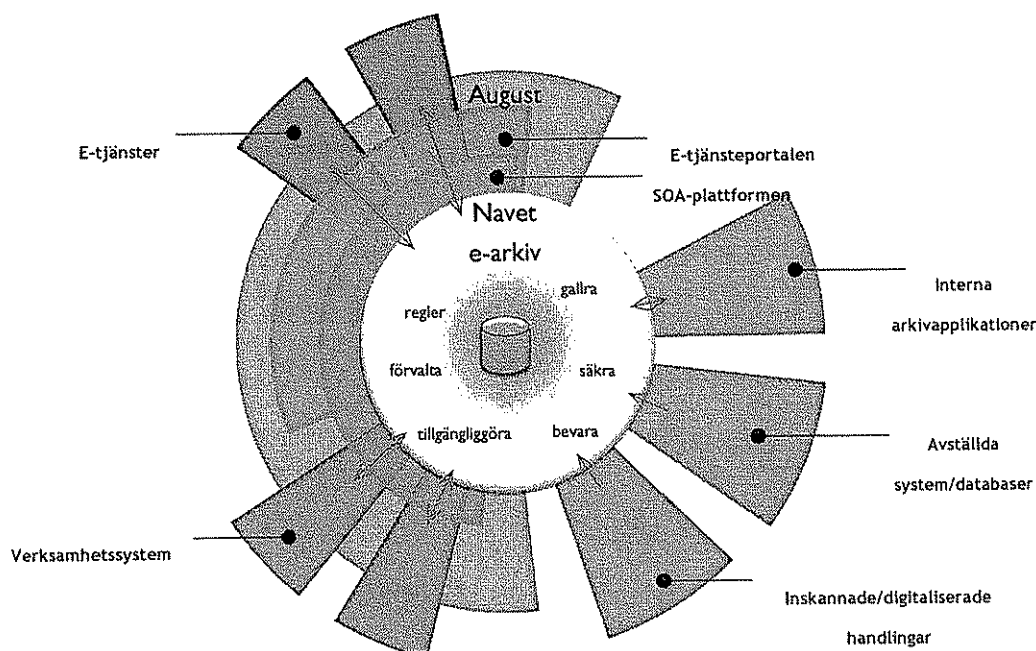 August
E-tjänster
E-tjänsteportalen
SOA-plattformen
Navet
e-arkiv
gallra
regler
Interna
arkivapplikationer
förvalta
säkra
tillgängliggöra
bevara
Avställda
system/databaser
Verksamhetssystem
Inskannade/digitaliserade
handlingar